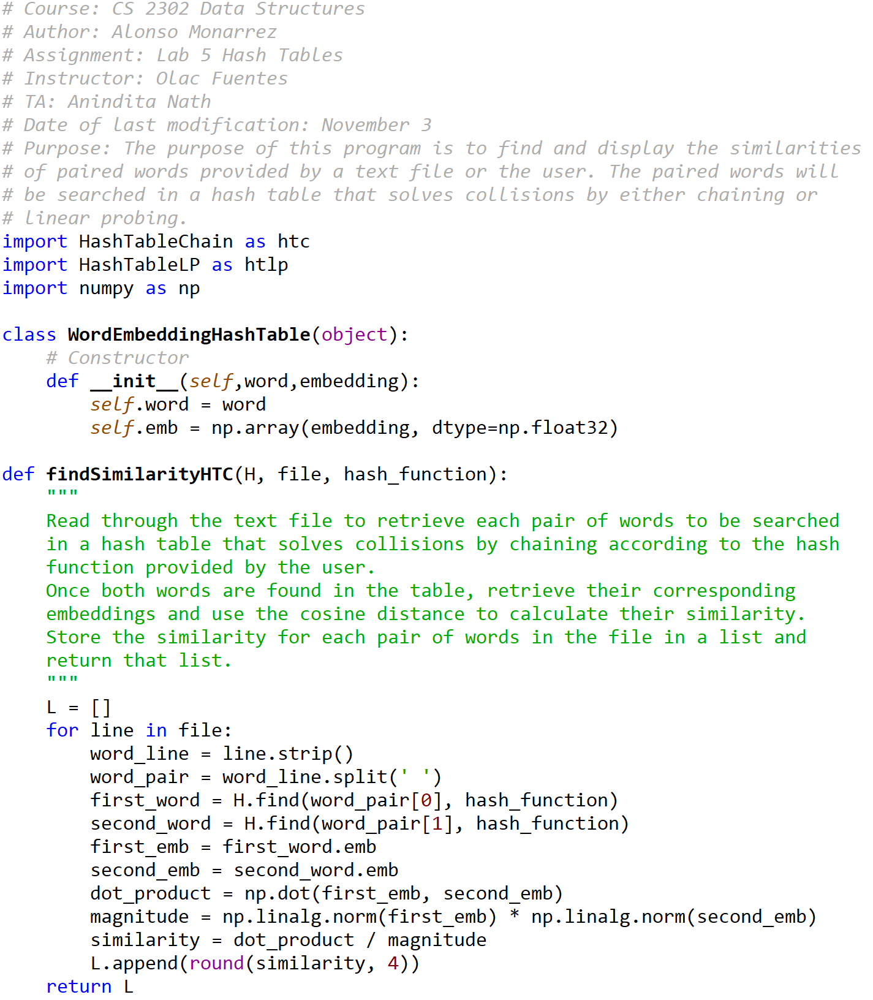 # Course: CS 2302 Data Structures
# Author: Alonso Monarrez
# Assignment: Lab 5 Hash Tables
# Instructor: Olac Fuentes
# TA: Anindita Nath
# Date of last modification: November 3
# Purpose: The purpose of this program is to find and display the similarities
# of paired words provided by a text file or the user. The paired words will
# be searched in a hash table that solves collisions by either chaining or
# linear probing.
import HashTableChain as htc
import HashTableLP as htlp
import numpy as np

class WordEmbeddingHashTable(object):
    # Constructor
    def __init__(self,word,embedding):
        self.word = word
        self.emb = np.array(embedding, dtype=np.float32)

def findSimilarityHTC(H, file, hash_function):
    """
    Read through the text file to retrieve each pair of words to be searched
    in a hash table that solves collisions by chaining according to the hash
    function provided by the user.
    Once both words are found in the table, retrieve their corresponding
    embeddings and use the cosine distance to calculate their similarity.
    Store the similarity for each pair of words in the file in a list and
    return that list.
    """
    L = []
    for line in file:
        word_line = line.strip()
        word_pair = word_line.split(' ')
        first_word = H.find(word_pair[0], hash_function)
        second_word = H.find(word_pair[1], hash_function)
        first_emb = first_word.emb
        second_emb = second_word.emb
        dot_product = np.dot(first_emb, second_emb)
        magnitude = np.linalg.norm(first_emb) * np.linalg.norm(second_emb)
        similarity = dot_product / magnitude
        L.append(round(similarity, 4))
    return L